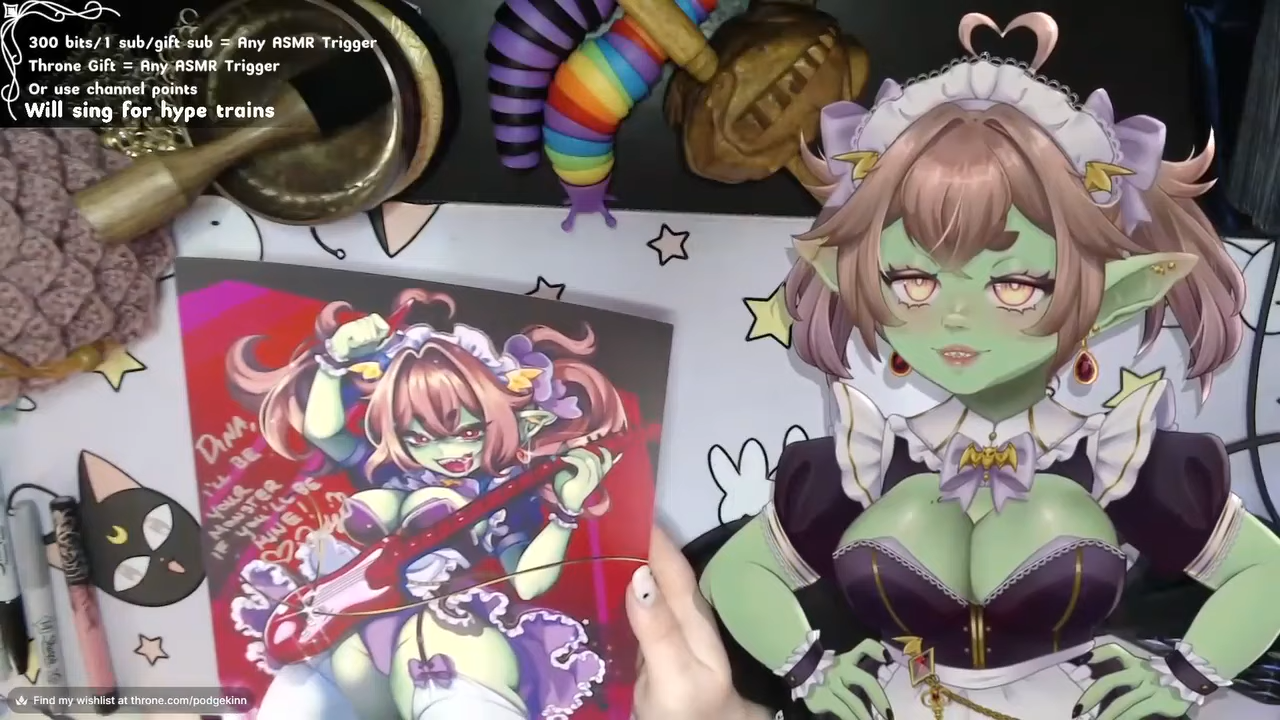 300 bits/1 sub/gift sub = Any ASMR Trigger
Throne Gift = Any ASMR Trigger
Or use channel points
Will sing for hype trains
DINA,
I'LL BE
YOUR
MONSTER
IF YOU'LL BE
MINE!
Find my wishlist at throne.com/podgekinn